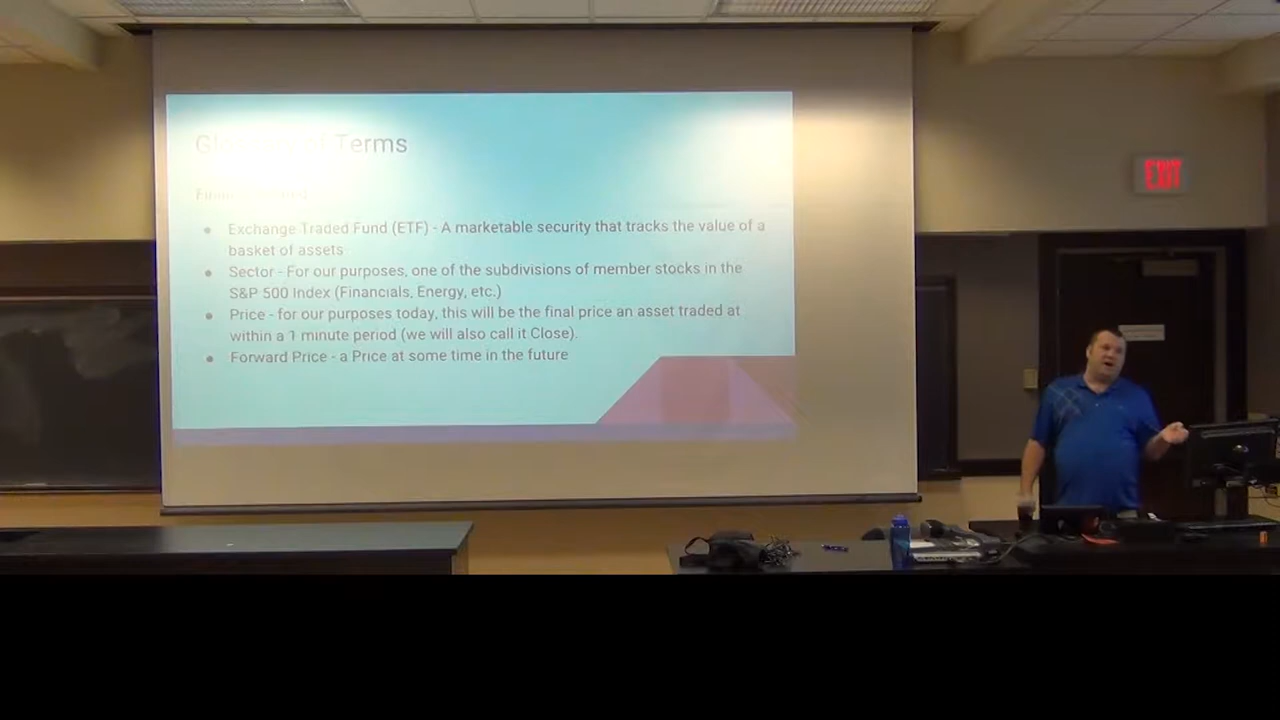 Glossary of Terms
● Exchange Traded Fund (ETF) - A marketable security that tracks the value of a
basket of assets
● Sector - For our purposes, one of the subdivisions of member stocks in the
S&P 500 Index (Financials, Energy, etc.)
● Price - for our purposes today, this will be the final price an asset traded at
within a 1 minute period (we will also call it Close).
● Forward Price - a Price at some time in the future
EXIT